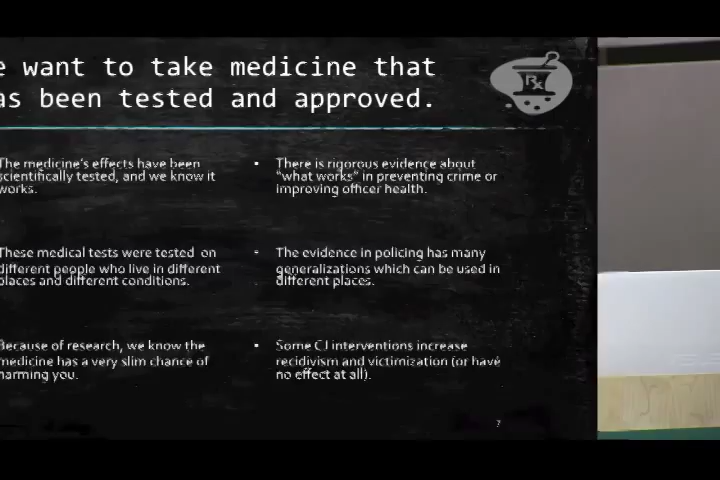 e want to take medicine that
as been tested and approved.
Rx
The medicine's effects have been
scientifically tested, and we know it
works.
These medical tests were tested on
different people who live in different
places and different conditions.
Because of research, we know the
medicine has a very slim chance of
harming you.
▪ There is rigorous evidence about
"what works" in preventing crime or
improving officer health.
▪ The evidence in policing has many
generalizations which can be used in
different places.
▪ Some CJ interventions increase
recidivism and victimization (or have
no effect at all).
7